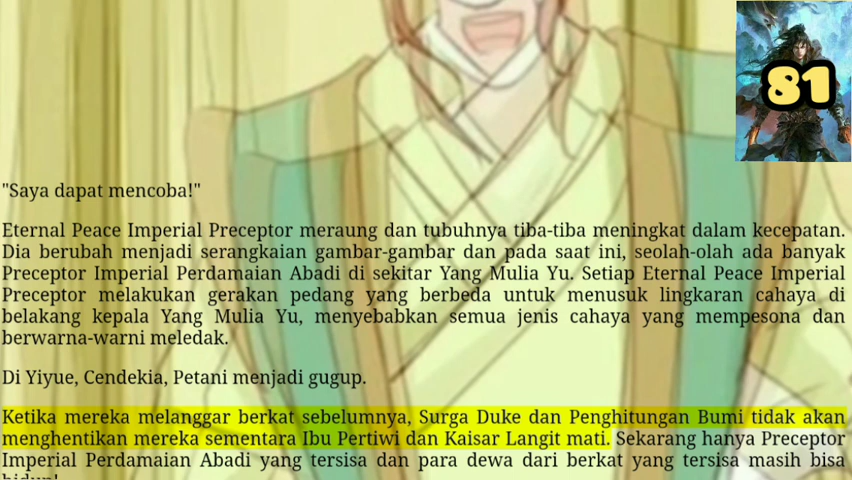 81
"Saya dapat mencoba!"
Eternal Peace Imperial Preceptor meraung dan tubuhnya tiba-tiba meningkat dalam kecepatan.
Dia berubah menjadi serangkaian gambar-gambar dan pada saat ini, seolah-olah ada banyak
Preceptor Imperial Perdamaian Abadi di sekitar Yang Mulia Yu. Setiap Eternal Peace Imperial
Preceptor melakukan gerakan pedang yang berbeda untuk menusuk lingkaran cahaya di
belakang kepala Yang Mulia Yu, menyebabkan semua jenis cahaya yang mempesona dan
berwarna-warni meledak.
Di Yiyue, Cendekia, Petani menjadi gugup.
Ketika mereka melanggar berkat sebelumnya, Surga Duke dan Penghitungan Bumi tidak akan
menghentikan mereka sementara Ibu Pertiwi dan Kaisar Langit mati. Sekarang hanya Preceptor
Imperial Perdamaian Abadi yang tersisa dan para dewa dari berkat yang tersisa masih bisa